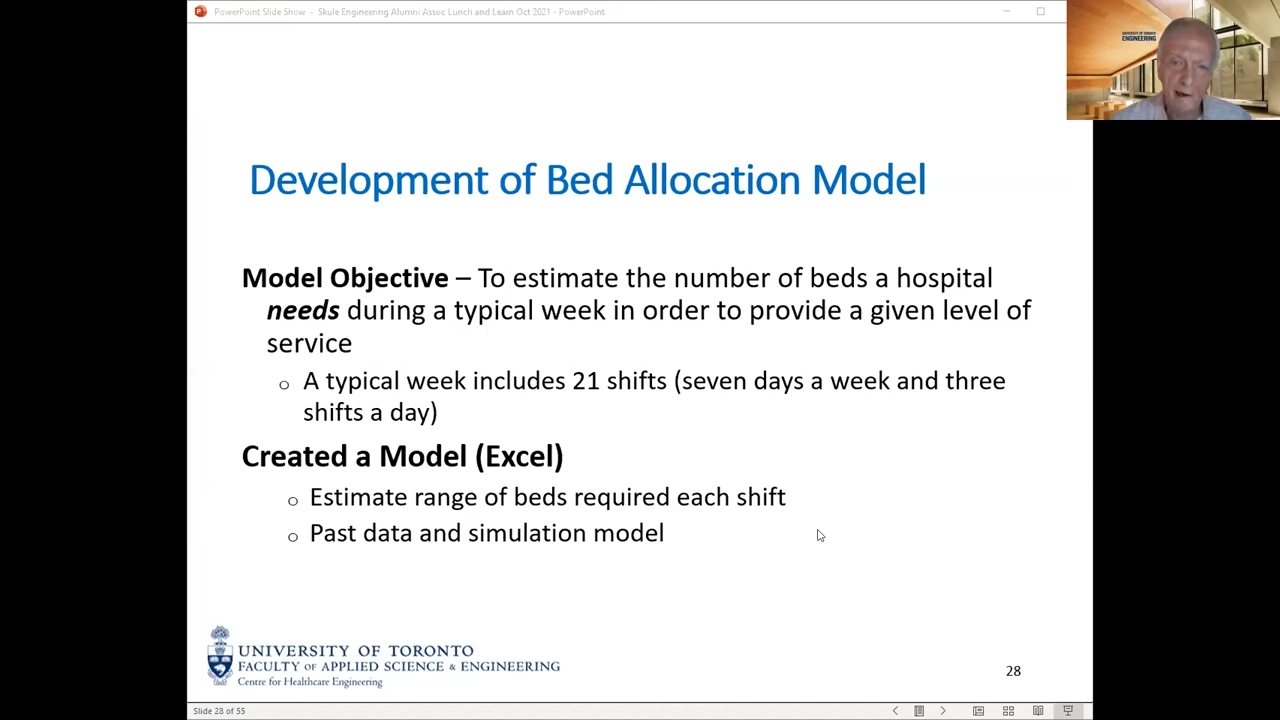 PowerPoint Slide Show - Skule Engineering Alumni Assoc Lunch and Learn Oct 2021 - PowerPoint
UNIVERSITY OF TORONTO
ENGINEERING
Development of Bed Allocation Model
Model Objective – To estimate the number of beds a hospital
needs during a typical week in order to provide a given level of
service
o A typical week includes 21 shifts (seven days a week and three
shifts a day)
Created a Model (Excel)
o Estimate range of beds required each shift
o Past data and simulation model
UNIVERSITY OF TORONTO
FACULTY OF APPLIED SCIENCE & ENGINEERING
Centre for Healthcare Engineering
28
Slide 28 of 55